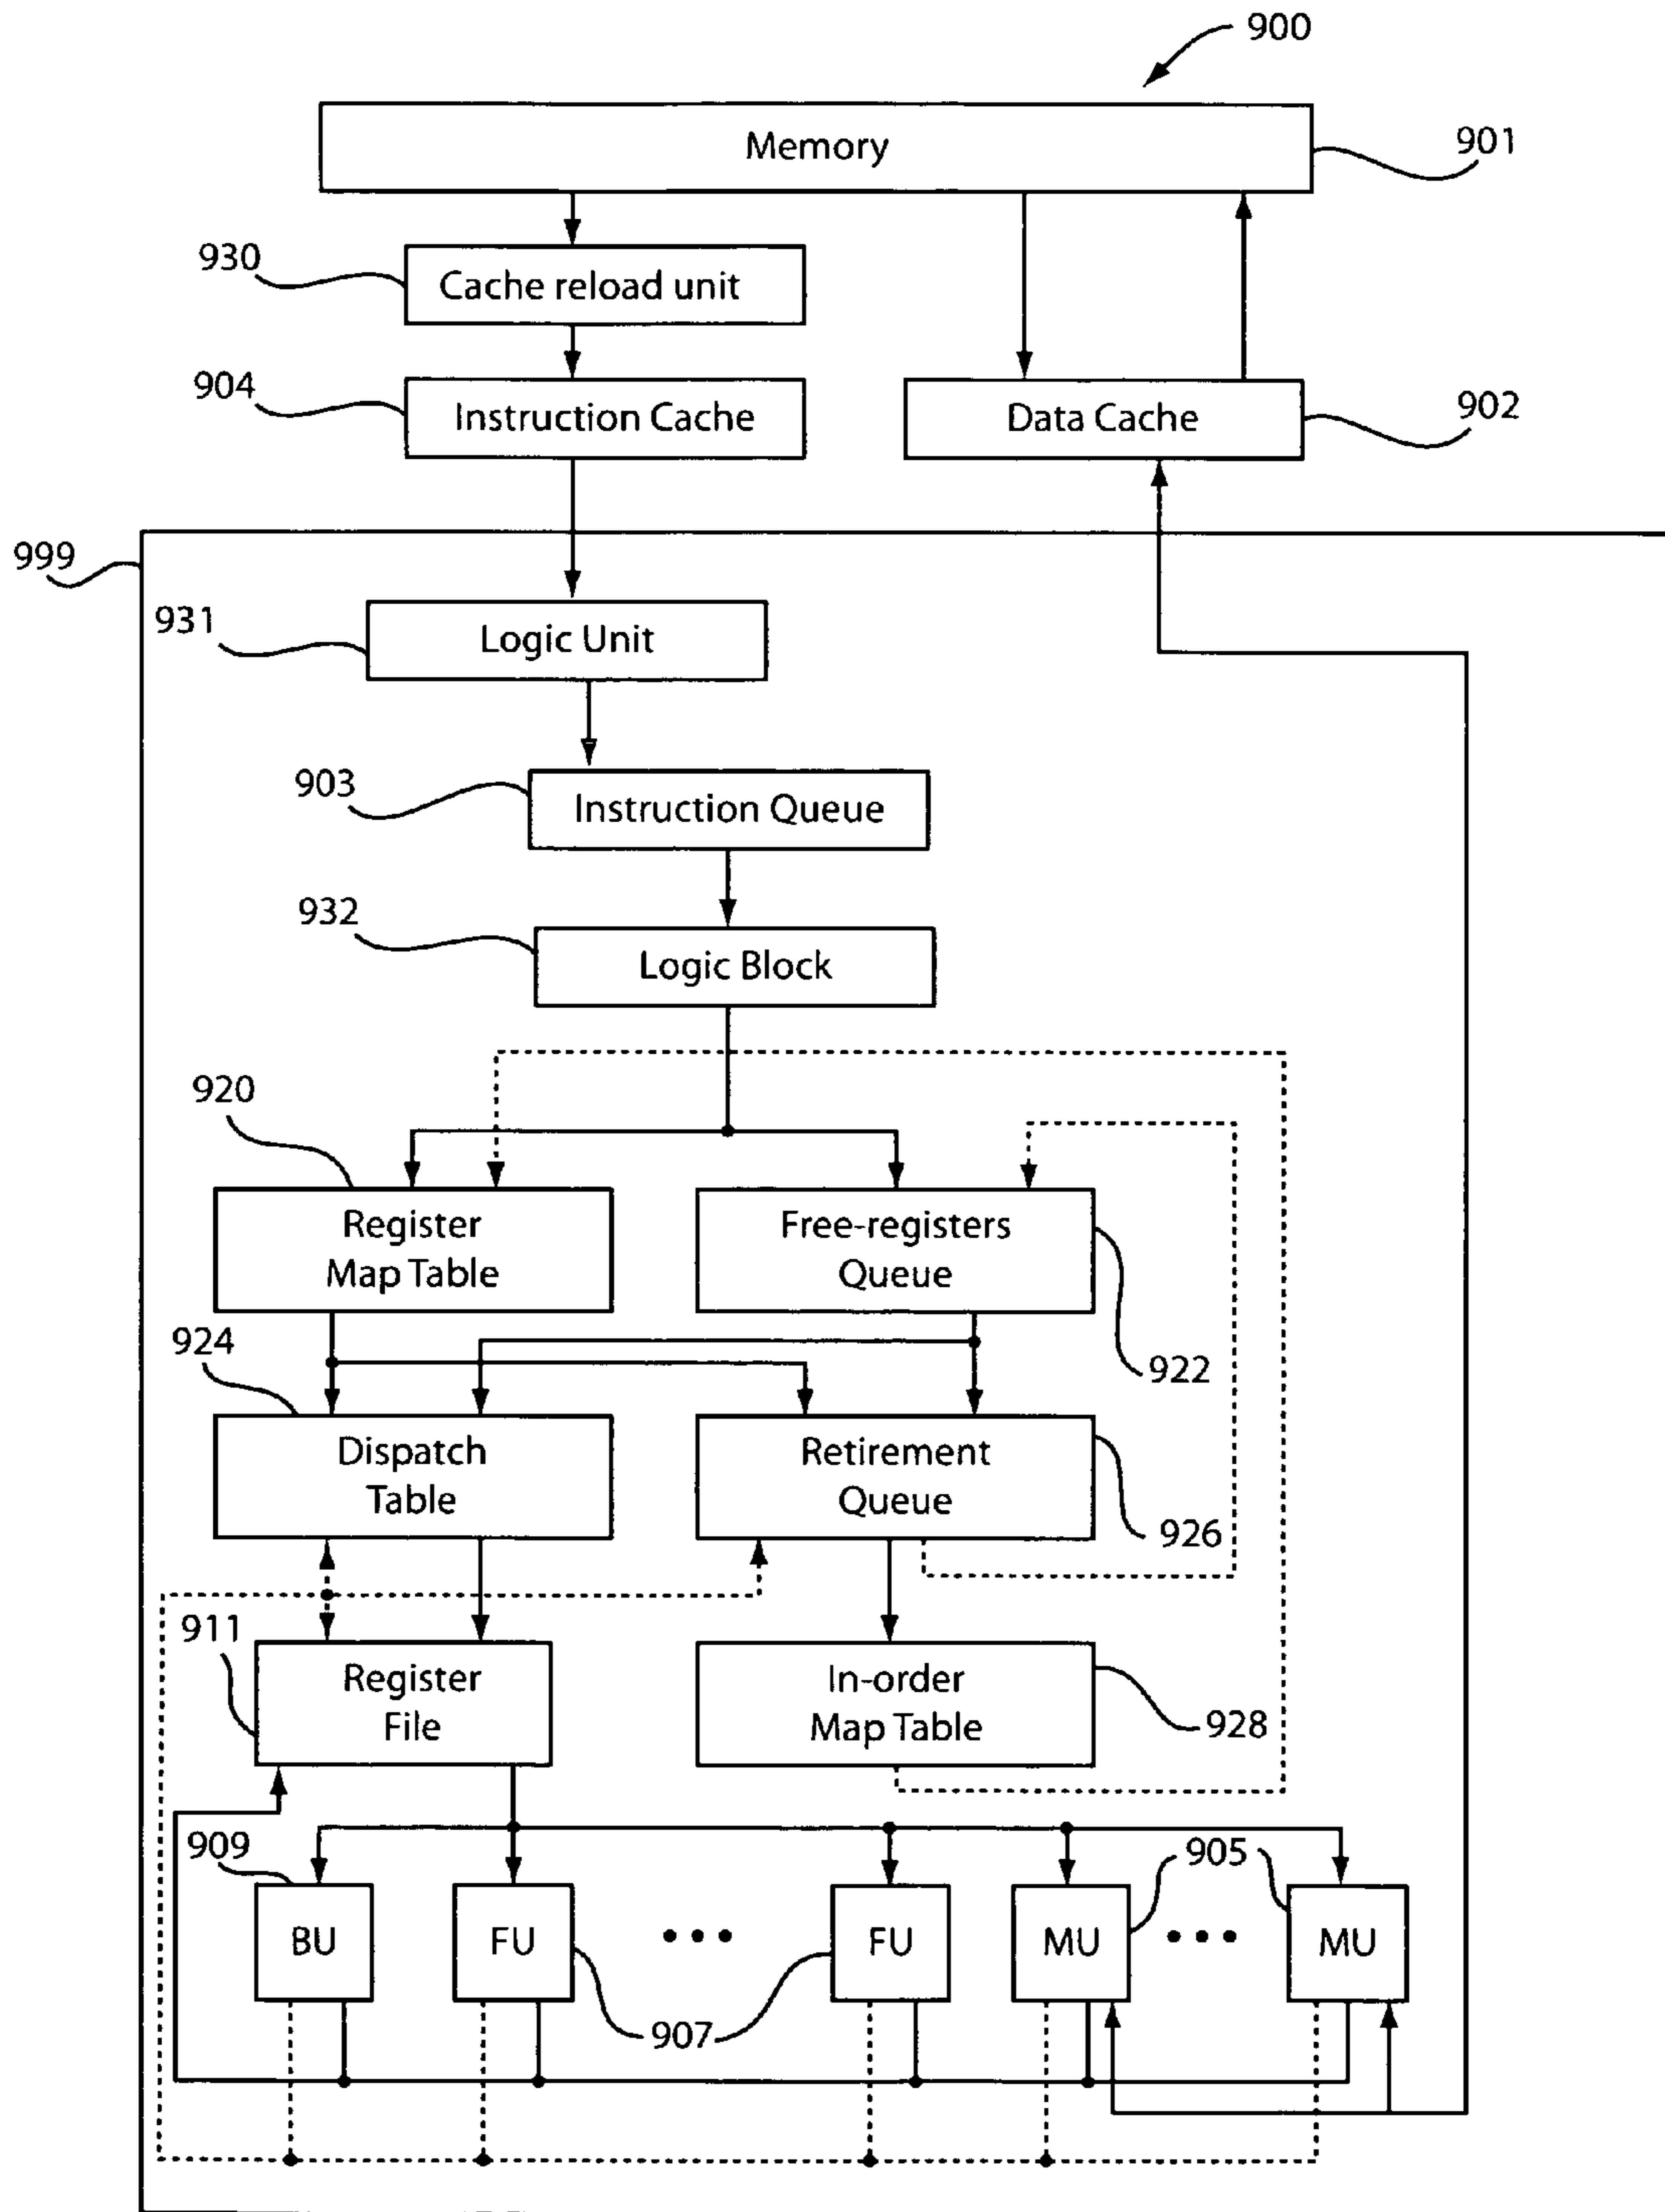 900
Memory
901
930
Cache reload unit
904
Instruction Cache
Data Cache
902
999
931
Logic Unit
903
Instruction Queue
932
Logic Block
920
Register
Map Table
Free-registers
Queue
922
924
Dispatch
Table
Retirement
Queue
926
911
Register
File
In-order
Map Table
928
909
905
BU
FU
FU
MU
MU
907